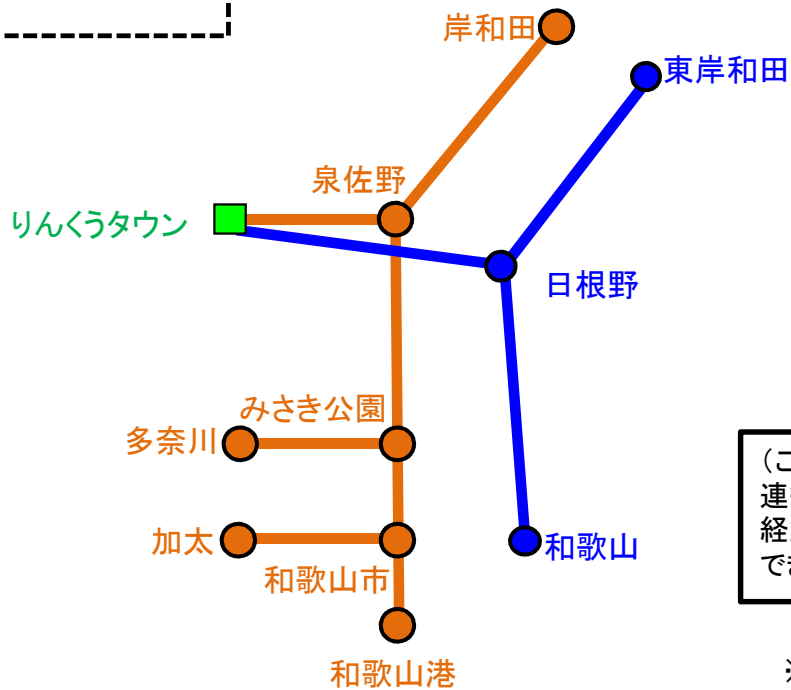 岸和田
東岸和田
泉佐野
りんくうタウン
日根野
みさき公園
多奈川
加太
和歌山
和歌山市
和歌山港
(こ
連
経
でき
※